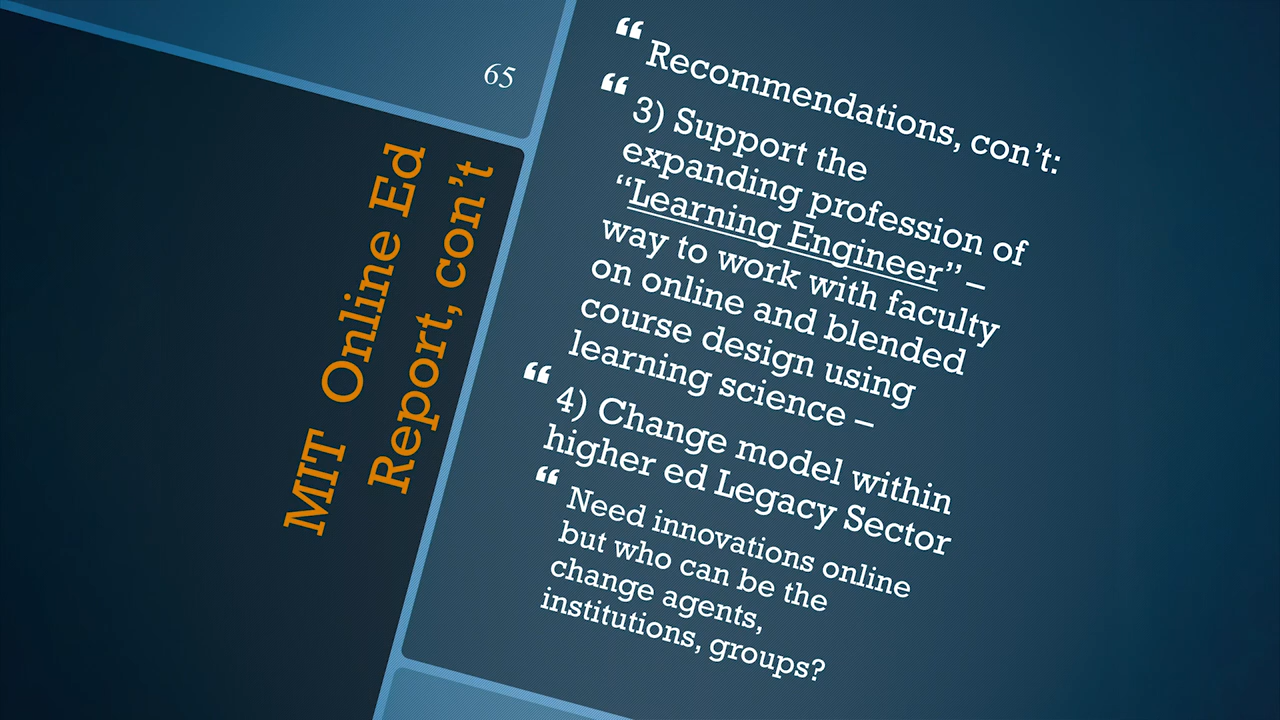 65
MIT Online Ed
Report, con’t
“ Recommendations, con’t:
“ 3) Support the
expanding profession of
“Learning Engineer” –
way to work with faculty
on online and blended
course design using
learning science –
“ 4) Change model within
higher ed Legacy Sector
“ Need innovations online
but who can be the
change agents,
institutions, groups?